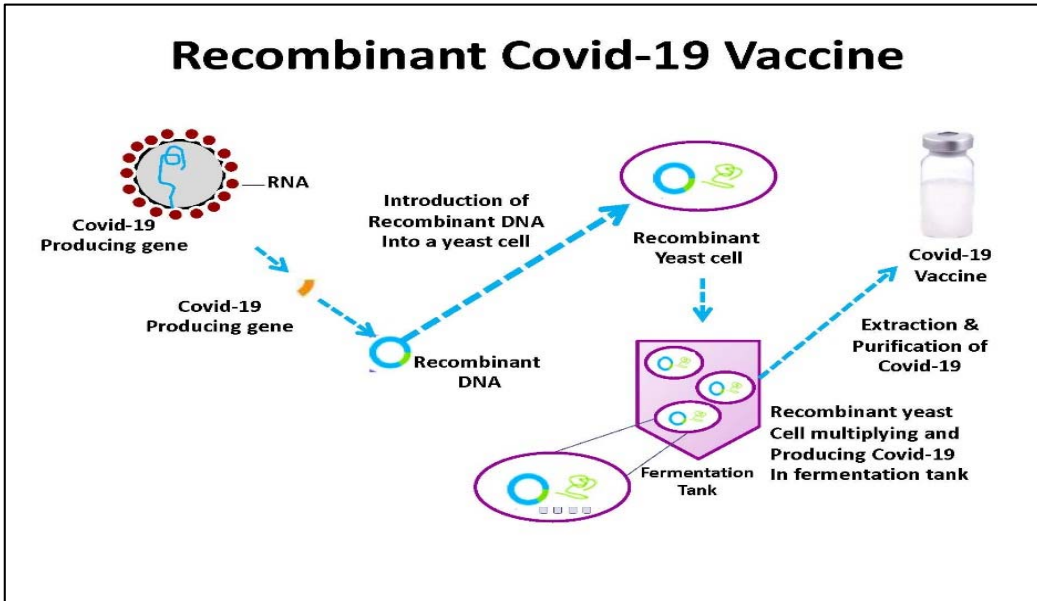 Recombinant Covid-19 Vaccine
RNA
Covid-19
Producing gene
Covid-19
Producing gene
Recombinant
DNA
Introduction of
Recombinant DNA
Into a yeast cell
Recombinant
Yeast cell
Fermentation
Tank
Recombinant yeast
Cell multiplying and
Producing Covid-19
In fermentation tank
Extraction &
Purification of
Covid-19
Covid-19
Vaccine